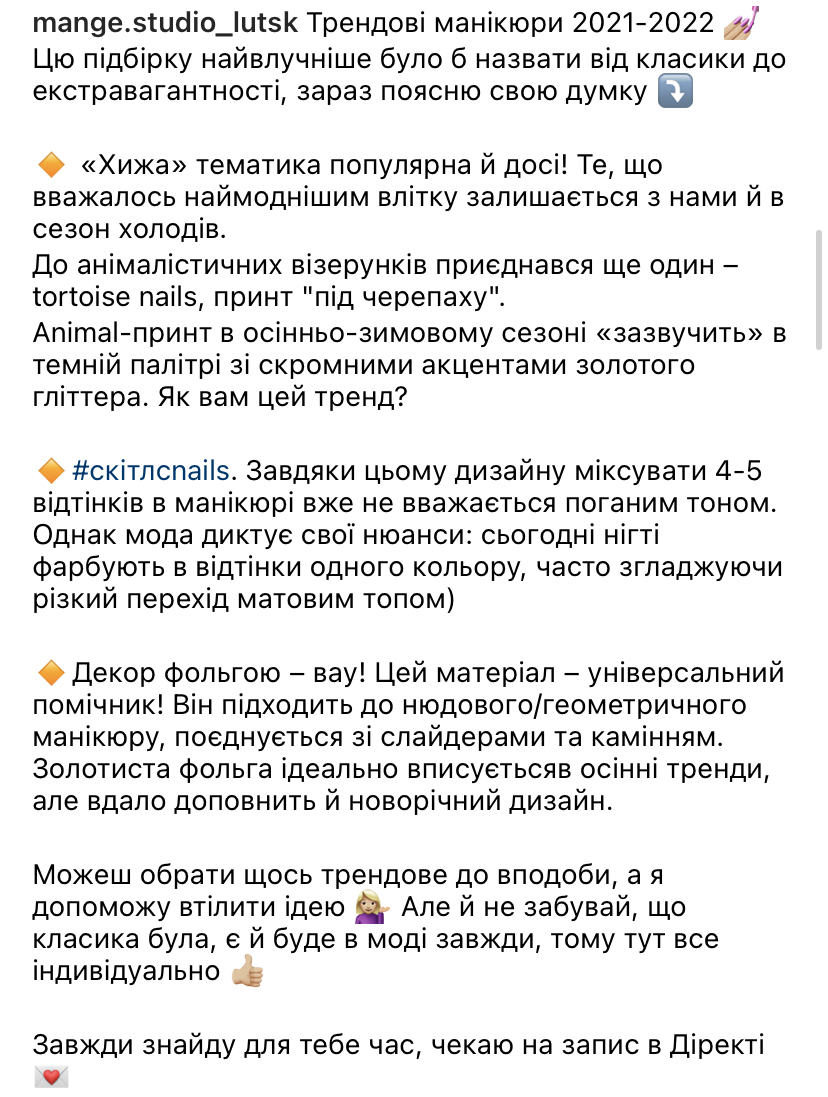 mange.studio_lutsk Трендові манікюри 2021-2022 💅🏼
Цю підбірку найвлучніше було б назвати від класики до
екстравагантності, зараз поясню свою думку ⤵️
🔸 «Хижа» тематика популярна й досі! Те, що
вважалось наймоднішим влітку залишається з нами й в
сезон холодів.
До анімалістичних візерунків приєднався ще один –
tortoise nails, принт "під черепаху".
Animal-принт в осінньо-зимовому сезоні «зазвучить» в
темній палітрі зі скромними акцентами золотого
гліттера. Як вам цей тренд?
🔸#скітлсnails. Завдяки цьому дизайну міксувати 4-5
відтінків в манікюрі вже не вважається поганим тоном.
Однак мода диктує свої нюанси: сьогодні нігті
фарбують в відтінки одного кольору, часто згладжуючи
різкий перехід матовим топом)
🔸Декор фольгою – вау! Цей матеріал – універсальний
помічник! Він підходить до нюдового/геометричного
манікюру, поєднується зі слайдерами та камінням.
Золотиста фольга ідеально вписуєтьсяв осінні тренди,
але вдало доповнить й новорічний дизайн.
Можеш обрати щось трендове до вподоби, а я
допоможу втілити ідею 💁🏼‍♀️ Але й не забувай, що
класика була, є й буде в моді завжди, тому тут все
індивідуально 👍🏼
Завжди знайду для тебе час, чекаю на запис в Діректі
💌